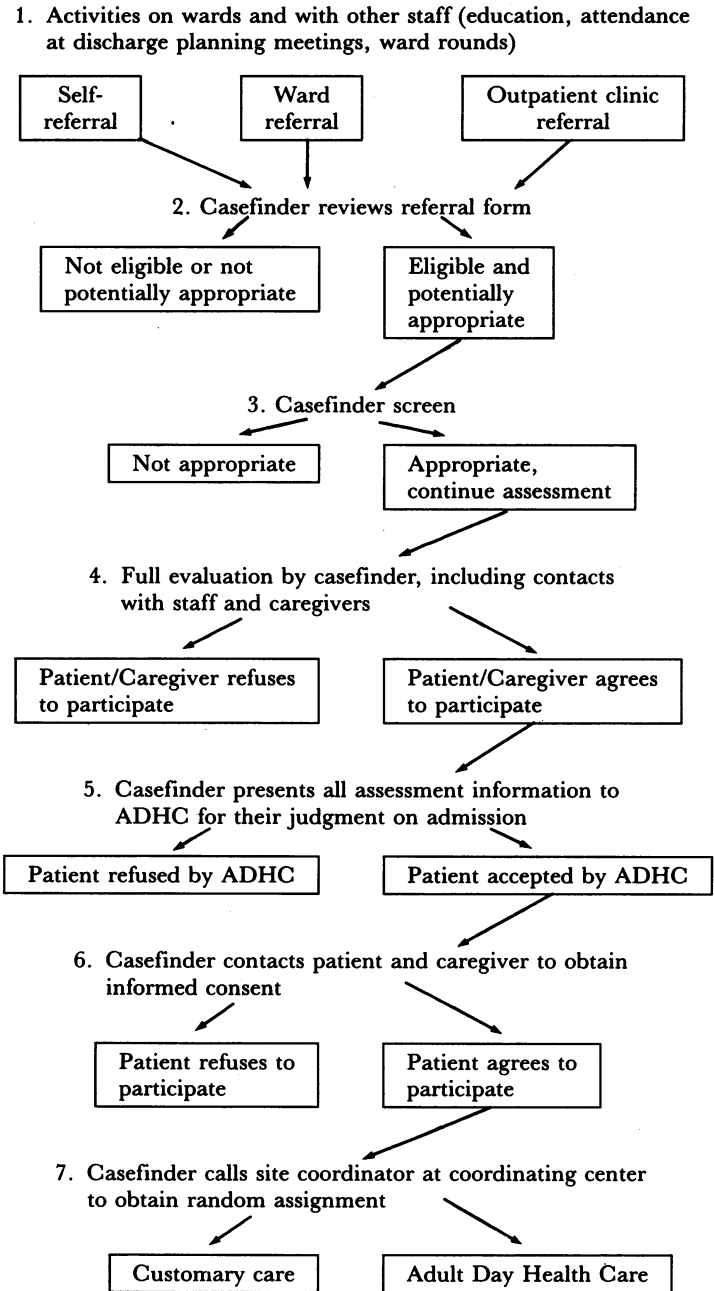 1. Activities on wards and with other staff (education, attendance
at discharge planning meetings, ward rounds)
Self-
referral
Ward
referral
Outpatient clinic
referral
2. Casefinder reviews referral form
Not eligible or not
potentially appropriate
Eligible and
potentially
appropriate
3. Casefinder screen
Not appropriate
Appropriate,
continue assessment
4. Full evaluation by casefinder, including contacts
with staff and caregivers
Patient/Caregiver refuses
to participate
Patient/Caregiver agrees
to participate
5. Casefinder presents all assessment information to
ADHC for their judgment on admission
Patient refused by ADHC
Patient accepted by ADHC
6. Casefinder contacts patient and caregiver to obtain
informed consent
Patient refuses to
participate
Patient agrees to
participate
7. Casefinder calls site coordinator at coordinating center
to obtain random assignment
Customary care
Adult Day Health Care